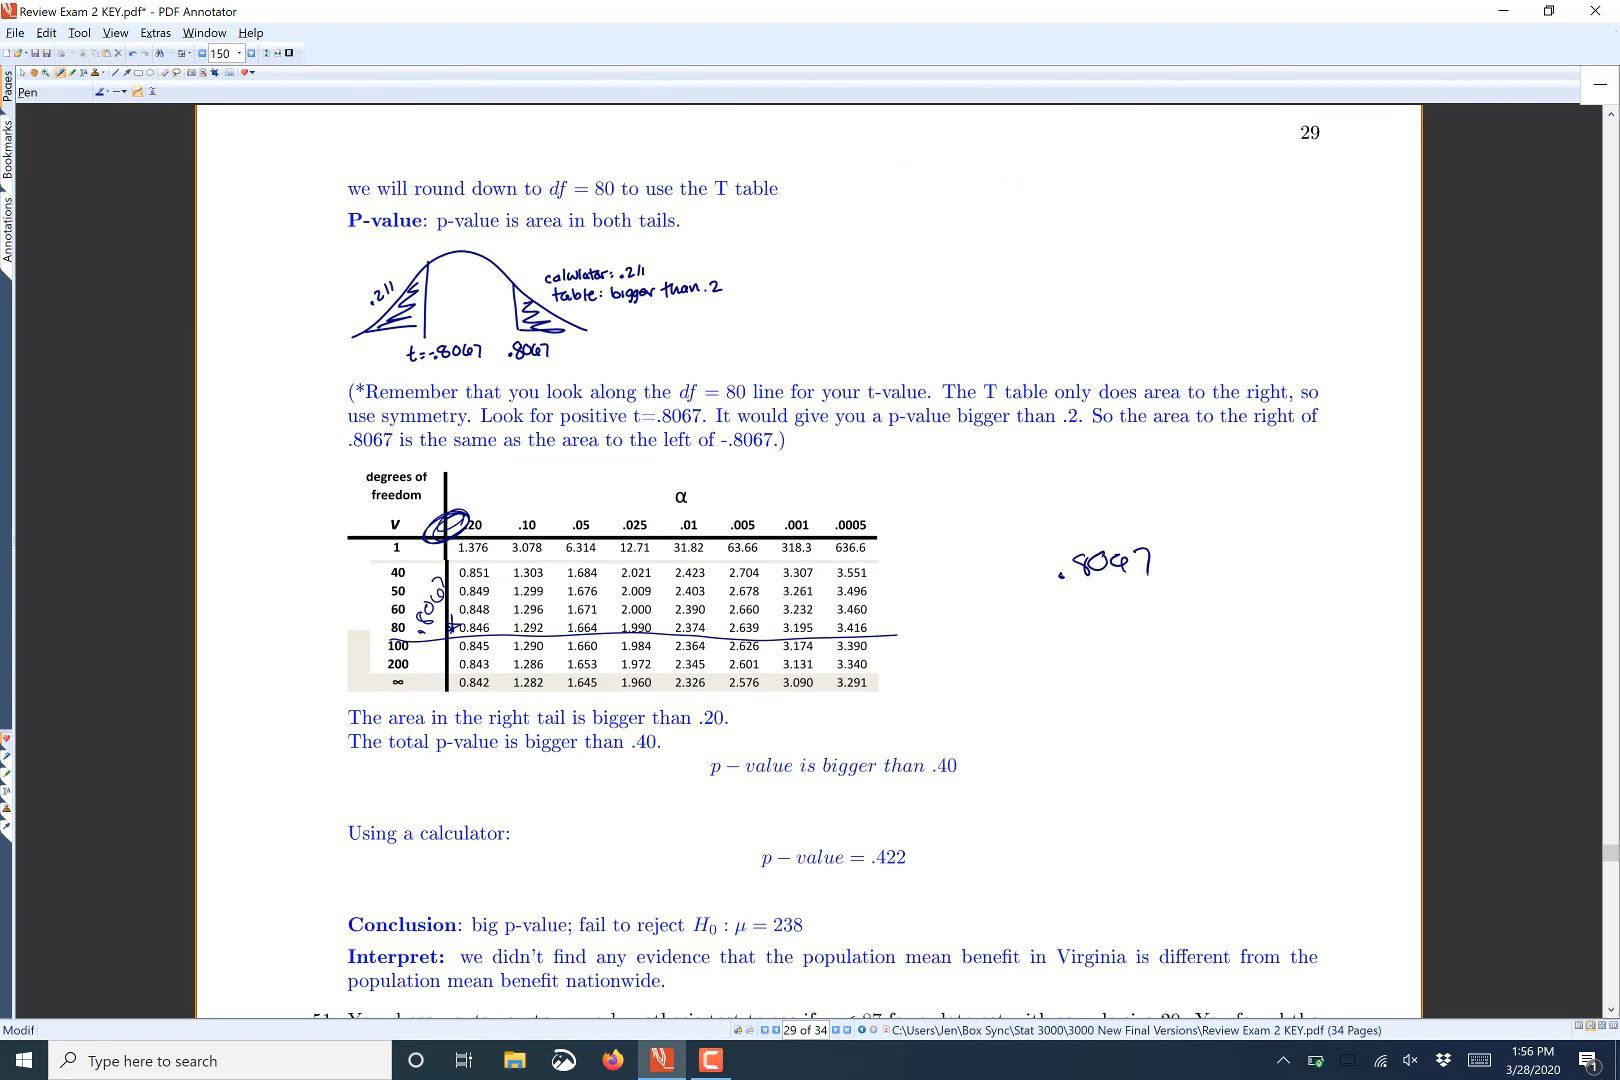 Review Exam 2 KEY.pdf* - PDF Annotator
File Edit Tool View Extras Window Help
150
Pen
Pages
Bookmarks
Annotations
29
we will round down to df = 80 to use the T table
P-value: p-value is area in both tails.
.211
calculator: .211
table: bigger than .2
t=-.8067 .8067
(*Remember that you look along the df = 80 line for your t-value. The T table only does area to the right, so
use symmetry. Look for positive t=.8067. It would give you a p-value bigger than .2. So the area to the right of
.8067 is the same as the area to the left of -.8067.)
degrees of
freedom
α
V .20 .10 .05 .025 .01 .005 .001 .0005
1 1.376 3.078 6.314 12.71 31.82 63.66 318.3 636.6
40 0.851 1.303 1.684 2.021 2.423 2.704 3.307 3.551
50 0.849 1.299 1.676 2.009 2.403 2.678 3.261 3.496
60 0.848 1.296 1.671 2.000 2.390 2.660 3.232 3.460
80 0.846 1.292 1.664 1.990 2.374 2.639 3.195 3.416
100 0.845 1.290 1.660 1.984 2.364 2.626 3.174 3.390
200 0.843 1.286 1.653 1.972 2.345 2.601 3.131 3.340
∞ 0.842 1.282 1.645 1.960 2.326 2.576 3.090 3.291
.8067
.8067
The area in the right tail is bigger than .20.
The total p-value is bigger than .40.
p − value is bigger than .40
Using a calculator:
p − value = .422
Conclusion: big p-value; fail to reject H0 : μ = 238
Interpret: we didn't find any evidence that the population mean benefit in Virginia is different from the
population mean benefit nationwide.
Modif
29 of 34
C:\Users\Jen\Box Sync\Stat 3000\3000 New Final Versions\Review Exam 2 KEY.pdf (34 Pages)
Type here to search
1:56 PM
3/28/2020
1